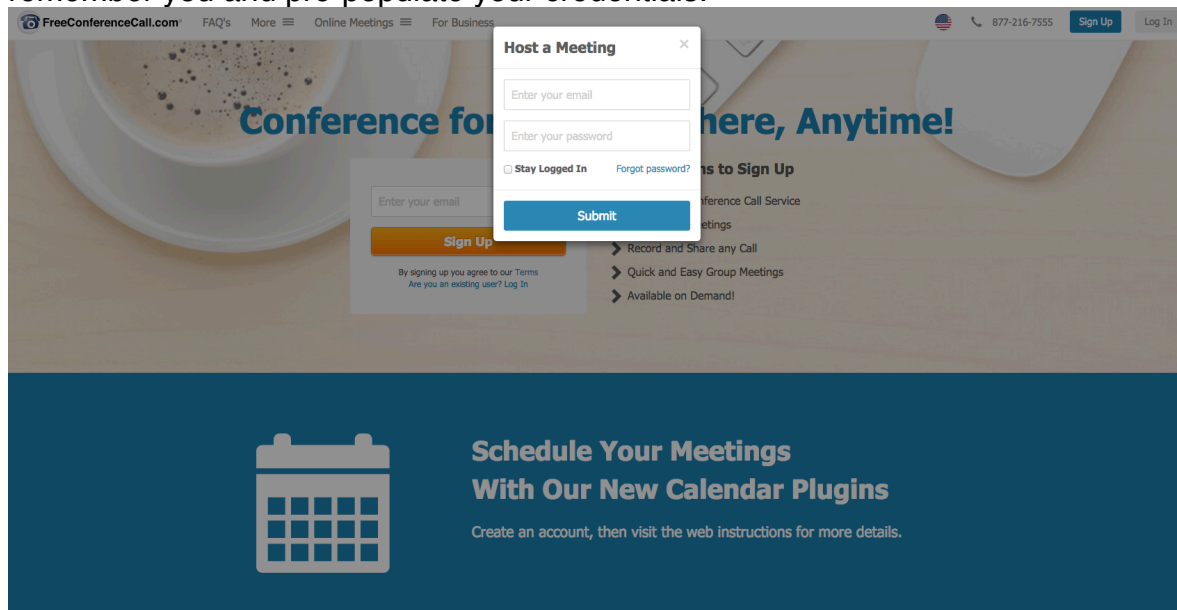 remember you and pre-populate your credentials.
FreeConferenceCall.com FAQ's More Online Meetings For Business 877-216-7555 Sign Up Log In
Host a Meeting ×
Enter your email
Conference for here, Anytime!
Enter your password
Stay Logged In Forgot password?
ns to Sign Up
Enter your email
ference Call Service
Submit
etings
Sign Up
Record and Share any Call
By signing up you agree to our Terms
Quick and Easy Group Meetings
Are you an existing user? Log In
Available on Demand!
Schedule Your Meetings
With Our New Calendar Plugins
Create an account, then visit the web instructions for more details.